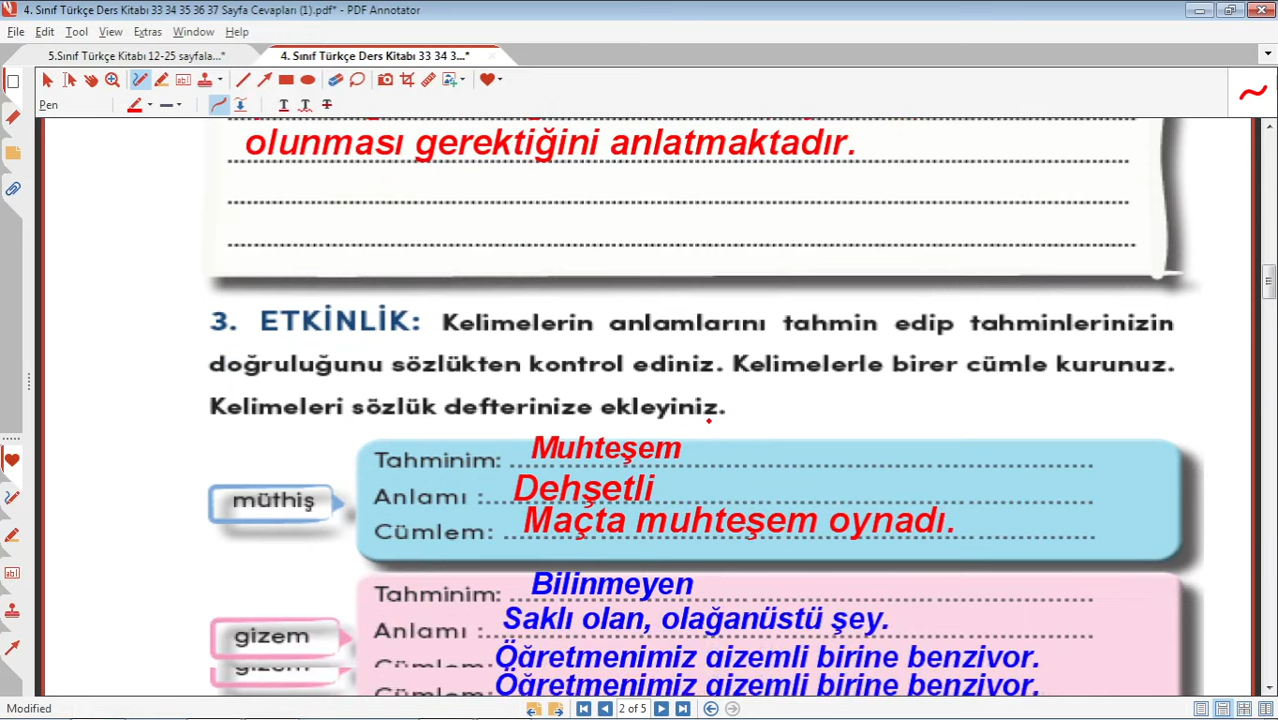 4. Sınıf Türkçe Ders Kitabı 33 34 35 36 37 Sayfa Cevapları (1).pdf* - PDF Annotator
File Edit Tool View Extras Window Help
5.Sınıf Türkçe Kitabı 12-25 sayfala...* 4. Sınıf Türkçe Ders Kitabı 33 34 3...*
Pen
olunması gerektiğini anlatmaktadır.
3. ETKİNLİK: Kelimelerin anlamlarını tahmin edip tahminlerinizin
doğruluğunu sözlükten kontrol ediniz. Kelimelerle birer cümle kurunuz.
Kelimeleri sözlük defterinize ekleyiniz.
Tahminim: Muhteşem
müthiş
Anlamı : Dehşetli
Cümlem: Maçta muhteşem oynadı.
Tahminim: Bilinmeyen
gizem
Anlamı : Saklı olan, olağanüstü şey.
Cümlem: Öğretmenimiz gizemli birine benziyor.
gizem
Cümlem: Öğretmenimiz gizemli birine benziyor.
Modified 2 of 5